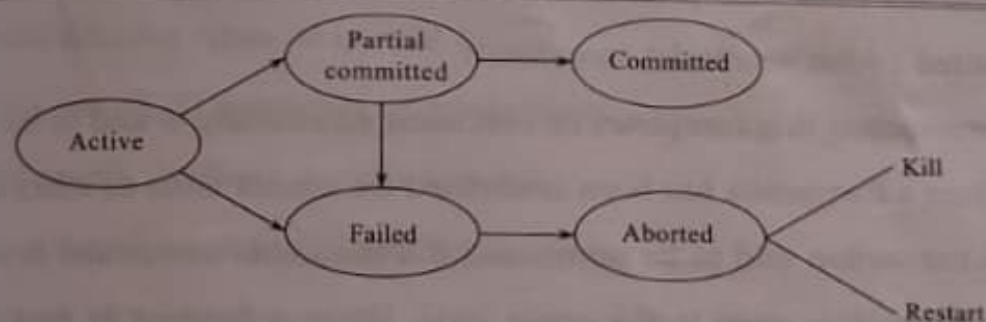 Partial
committed
Committed
Active
Kill
Failed
Aborted
Restart